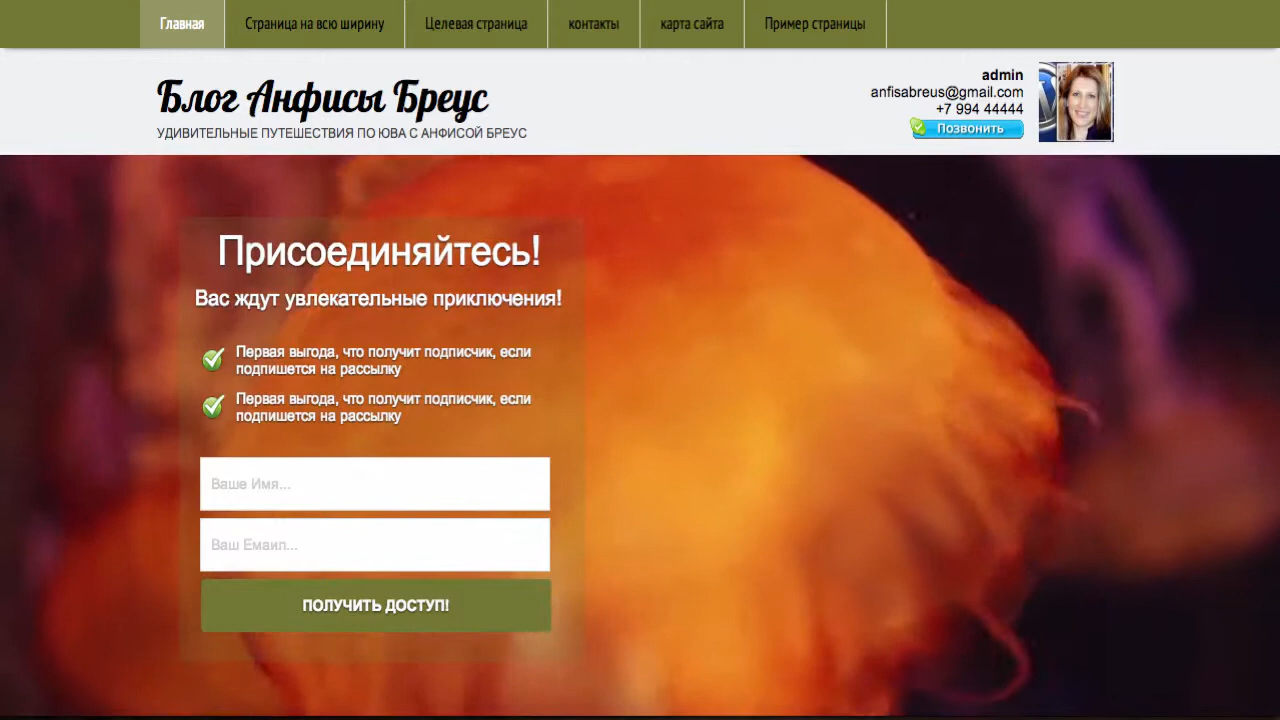 Главная Страница на всю ширину Целевая страница контакты карта сайта Пример страницы
Блог Анфисы Бреус
УДИВИТЕЛЬНЫЕ ПУТЕШЕСТВИЯ ПО ЮВА С АНФИСОЙ БРЕУС
admin
anfisabreus@gmail.com
+7 994 44444
Позвонить
Присоединяйтесь!
Вас ждут увлекательные приключения!
Первая выгода, что получит подписчик, если
подпишется на рассылку
Первая выгода, что получит подписчик, если
подпишется на рассылку
Ваше Имя...
Ваш Емаил...
ПОЛУЧИТЬ ДОСТУП!